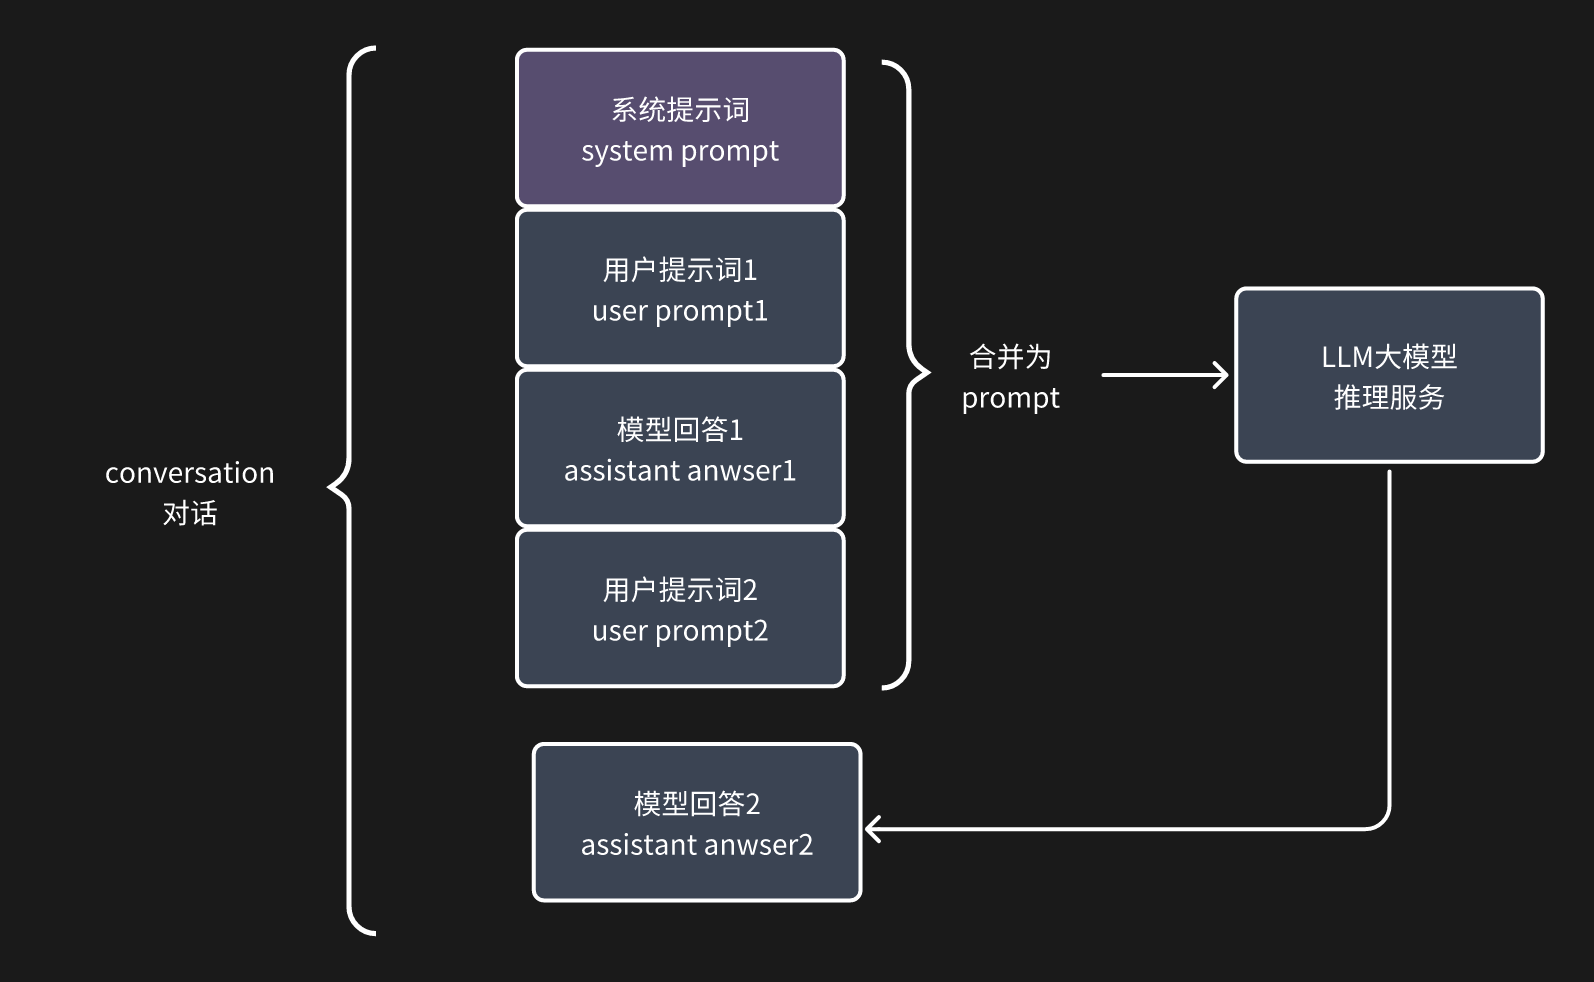 系统提示词
system prompt
用户提示词1
user prompt1
模型回答1
assistant anwser1
用户提示词2
user prompt2
模型回答2
assistant anwser2
conversation
对话
合并为
prompt
LLM大模型
推理服务